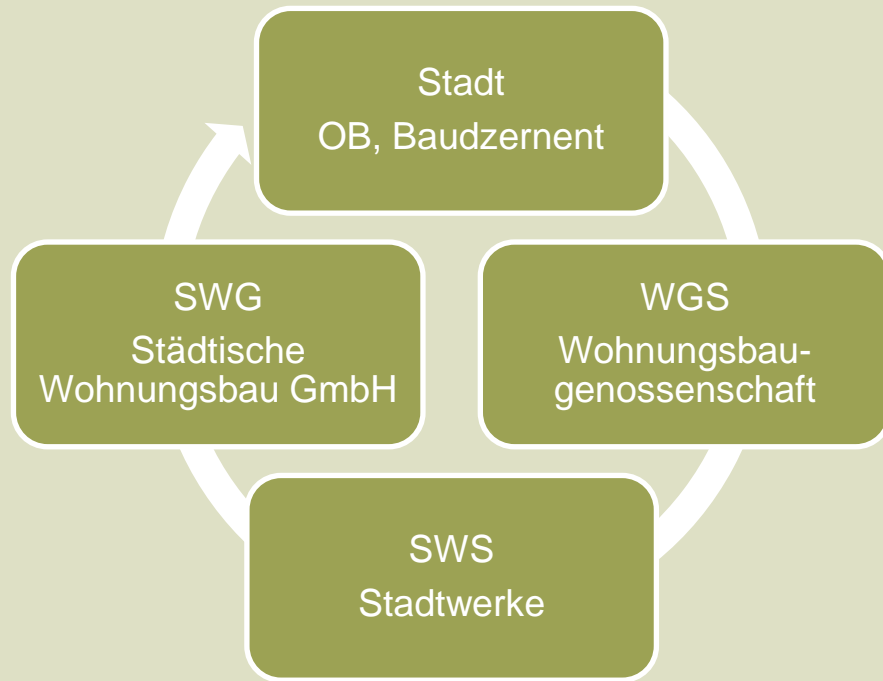 Stadt
OB, Baudzernent
SWG
Städtische
Wohnungsbau GmbH
WGS
Wohnungsbau-
genossenschaft
SWS
Stadtwerke